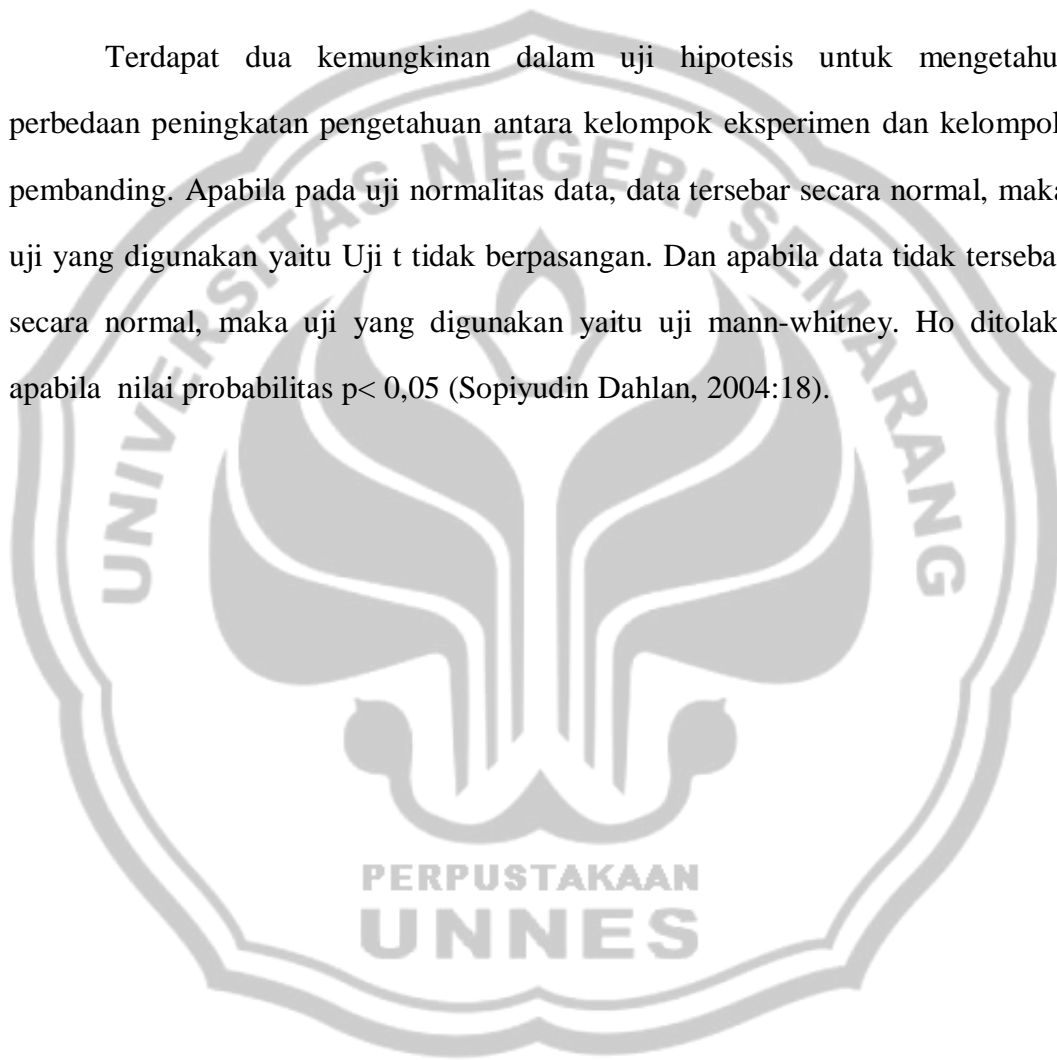 Terdapat dua kemungkinan dalam uji hipotesis untuk mengetahu
perbedaan peningkatan pengetahuan antara kelompok eksperimen dan kelompok
pembanding. Apabila pada uji normalitas data, data tersebar secara normal, maka
uji yang digunakan yaitu Uji t tidak berpasangan. Dan apabila data tidak terseba
secara normal, maka uji yang digunakan yaitu uji mann-whitney. Ho ditolak
apabila nilai probabilitas p< 0,05 (Sopiyudin Dahlan, 2004:18).
UNIVERSITAS NEGERI SEMARANG
PERPUSTAKAAN
UNNES